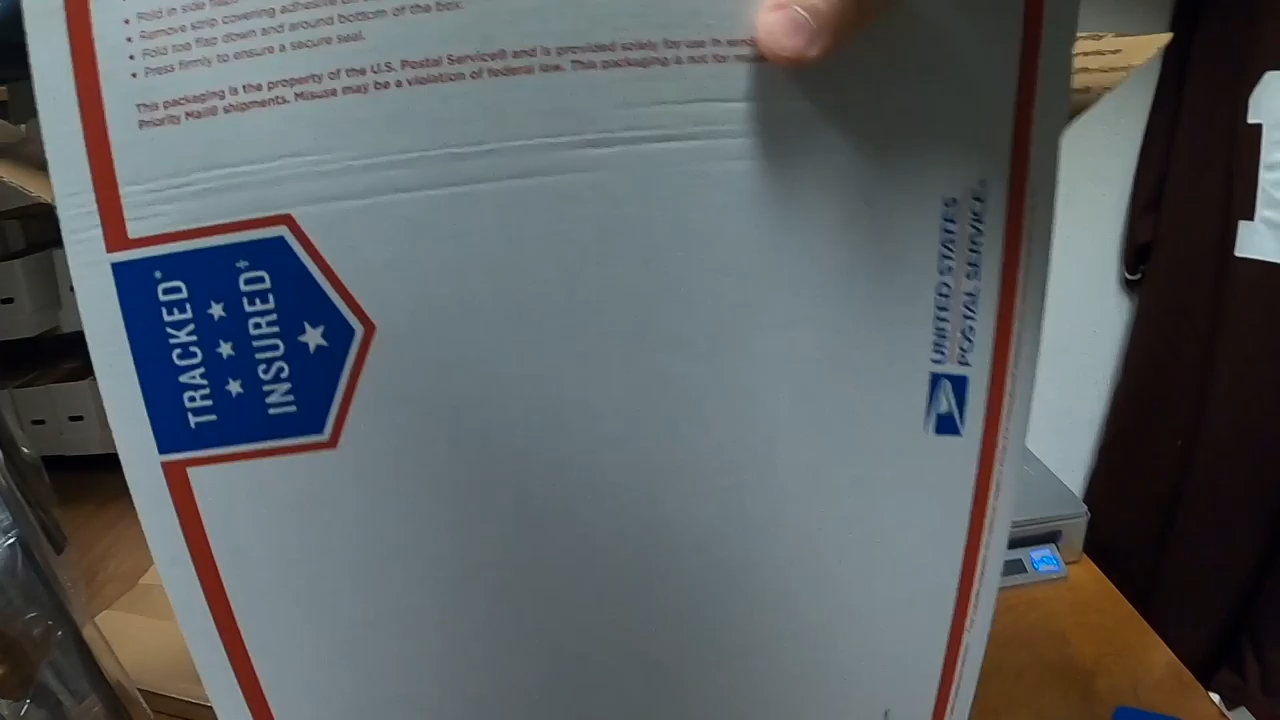 • Fold in side
• Remove strip covering adhesive
• Fold top flap down and around bottom of the box.
• Press firmly to ensure a secure seal.
This packaging is the property of the U.S. Postal Service® and is provided solely for use in
Priority Mail® shipments. Misuse may be a violation of federal law. This packaging is not for
TRACKED*
INSURED+
UNITED STATES
POSTAL SERVICE®